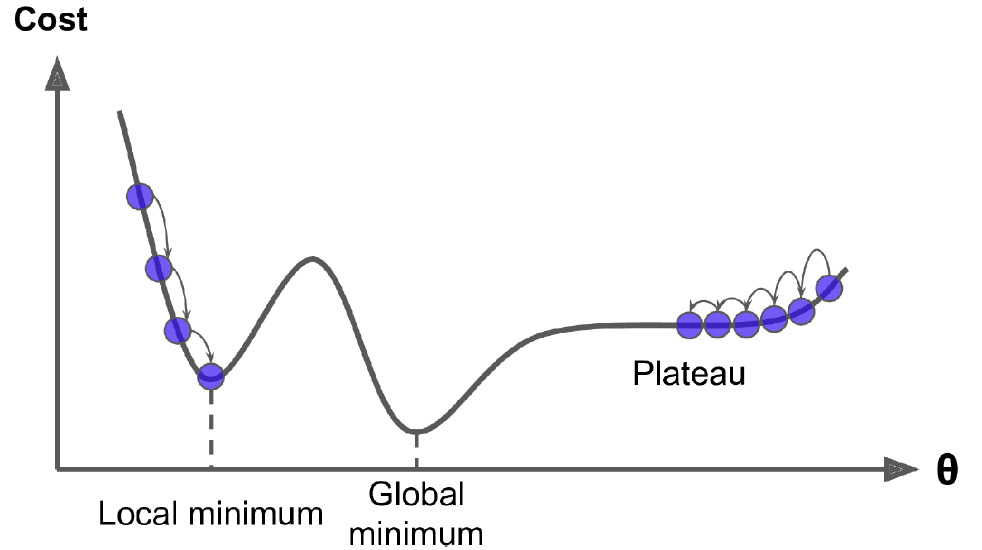 Cost
Plateau
θ
Local minimum
Global
minimum